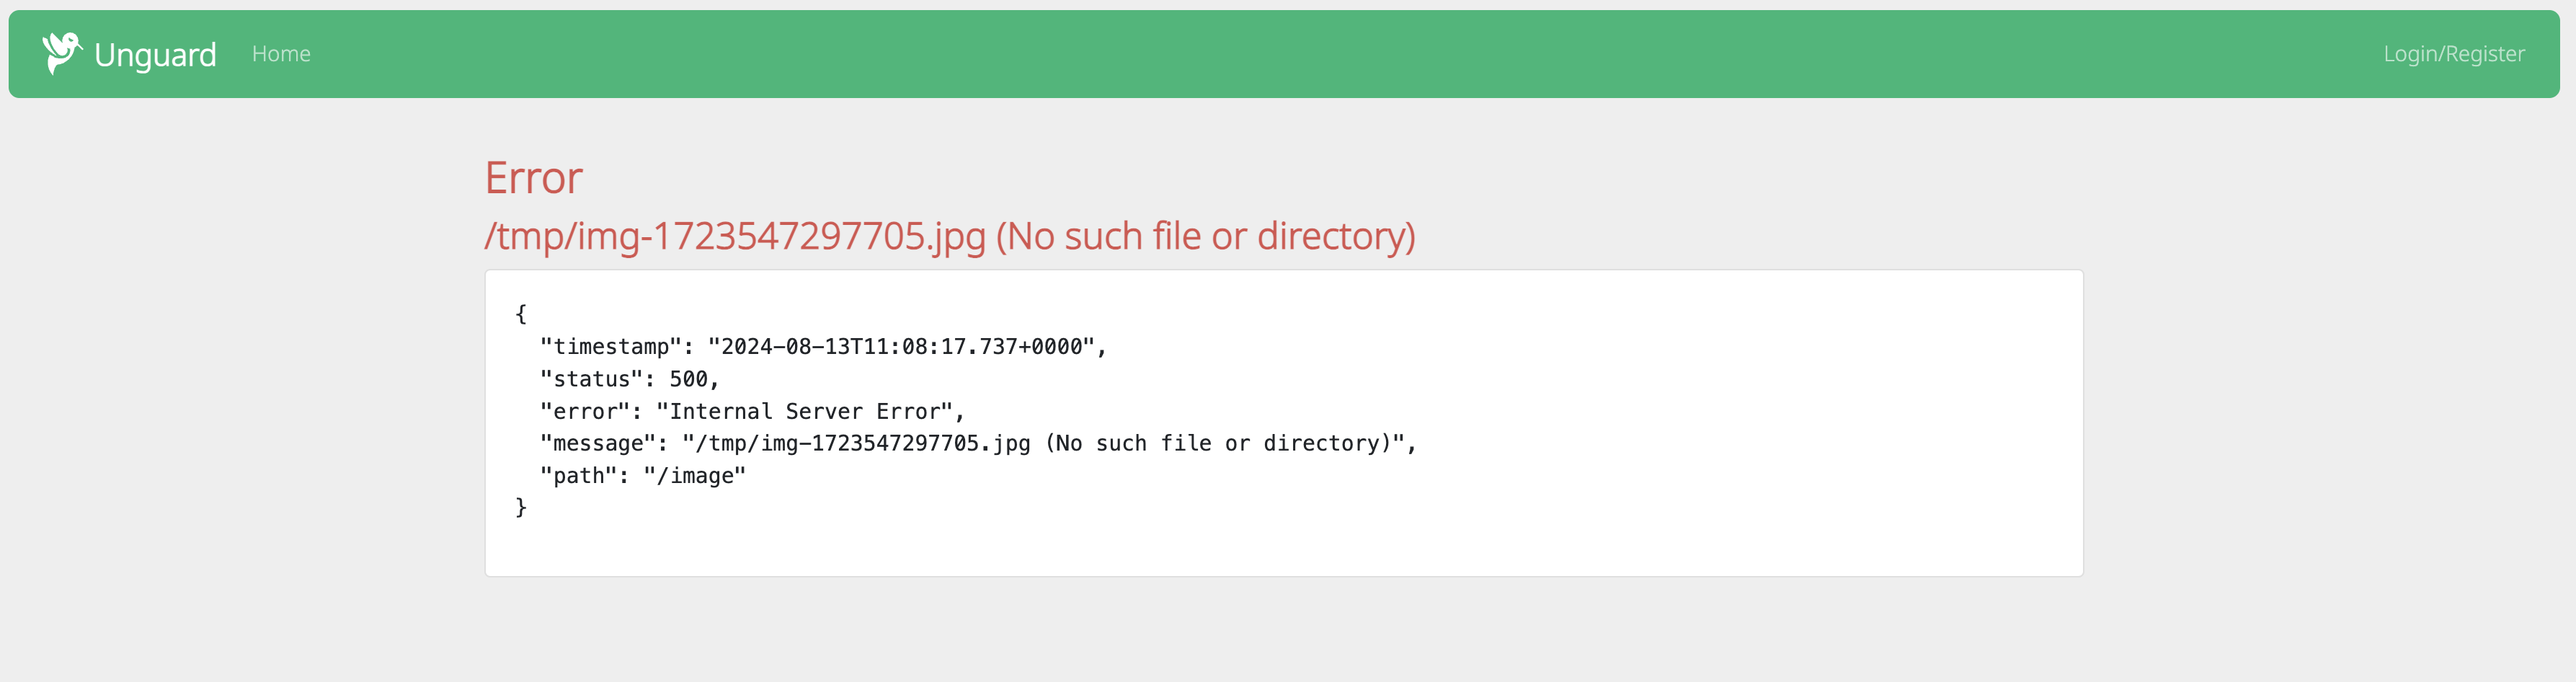 Unguard Home Login/Register
Error
/tmp/img-1723547297705.jpg (No such file or directory)
{
  "timestamp": "2024-08-13T11:08:17.737+0000",
  "status": 500,
  "error": "Internal Server Error",
  "message": "/tmp/img-1723547297705.jpg (No such file or directory)",
  "path": "/image"
}